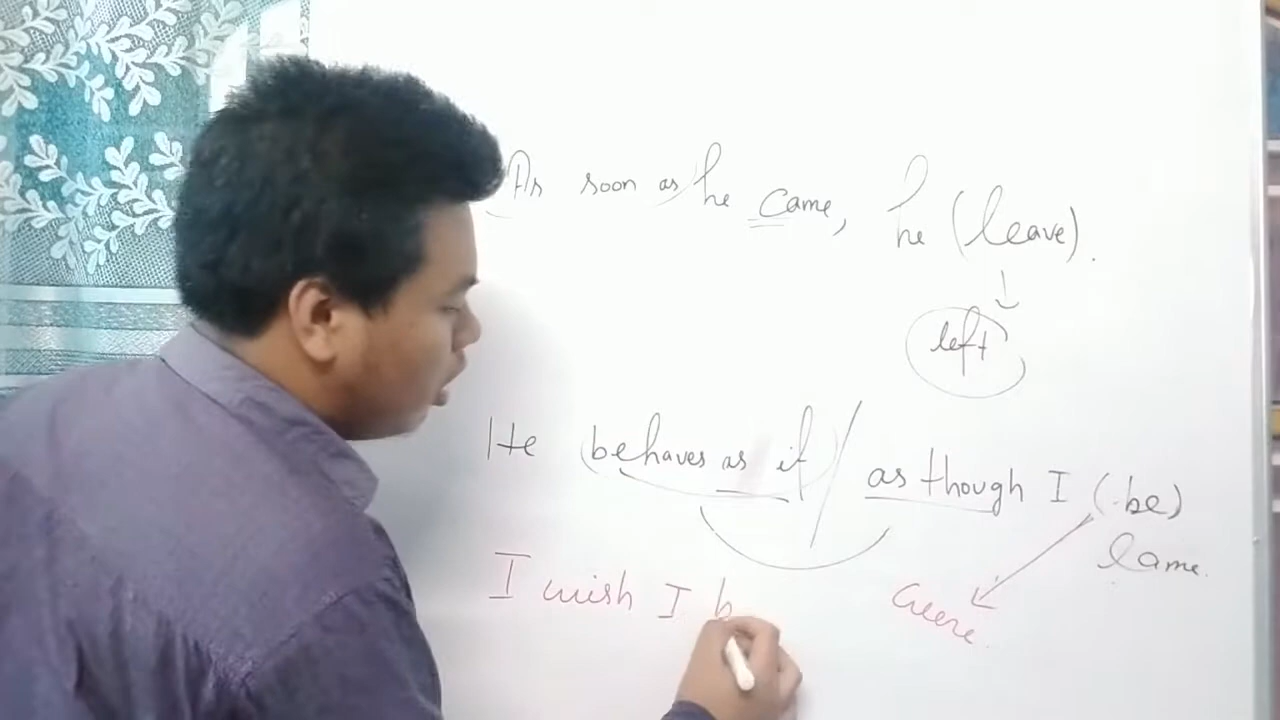 As soon as he came, he (leave).
left
He (behaves as if) / as though I (be)
lame.
were
I wish I b